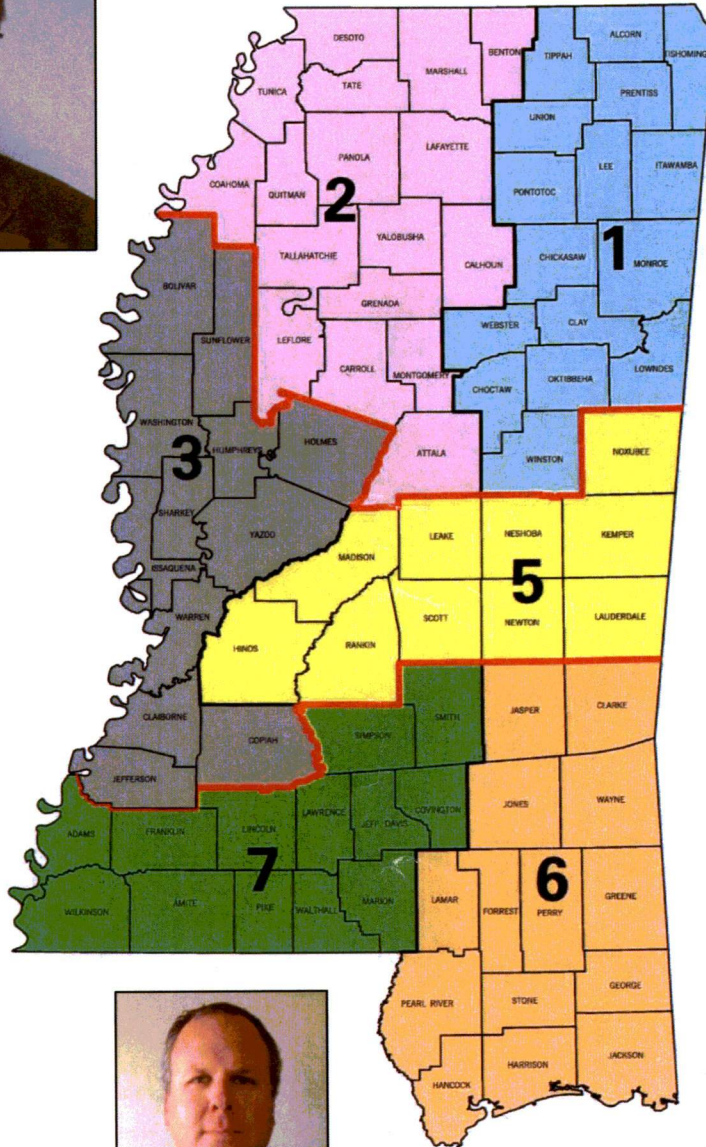 DESOTO
BENTON
TIPPAH
ALCORN
TISHOMINGO
MARSHALL
TATE
TUNICA
PRENTISS
UNION
LAFAYETTE
PANOLA
LEE
ITAWAMBA
COAHOMA
QUITMAN
PONTOTOC
2
YALOBUSHA
TALLAHATCHIE
CALHOUN
CHICKASAW
1
MONROE
BOLIVAR
GRENADA
SUNFLOWER
LEFLORE
WEBSTER
CLAY
CARROLL
MONTGOMERY
LOWNDES
CHOCTAW
OKTIBBEHA
WASHINGTON
HOLMES
HUMPHREYS
3
ATTALA
WINSTON
NOXUBEE
SHARKEY
YAZOO
LEAKE
NESHOBA
KEMPER
MADISON
ISSAQUENA
5
WARREN
SCOTT
NEWTON
LAUDERDALE
HINDS
RANKIN
CLAIBORNE
COPIAH
SIMPSON
SMITH
JASPER
CLARKE
JEFFERSON
LAWRENCE
JEFF. DAVIS
COVINGTON
JONES
WAYNE
ADAMS
FRANKLIN
LINCOLN
7
6
WILKINSON
AMITE
PIKE
WALTHALL
MARION
LAMAR
FORREST
PERRY
GREENE
PEARL RIVER
STONE
GEORGE
HANCOCK
HARRISON
JACKSON